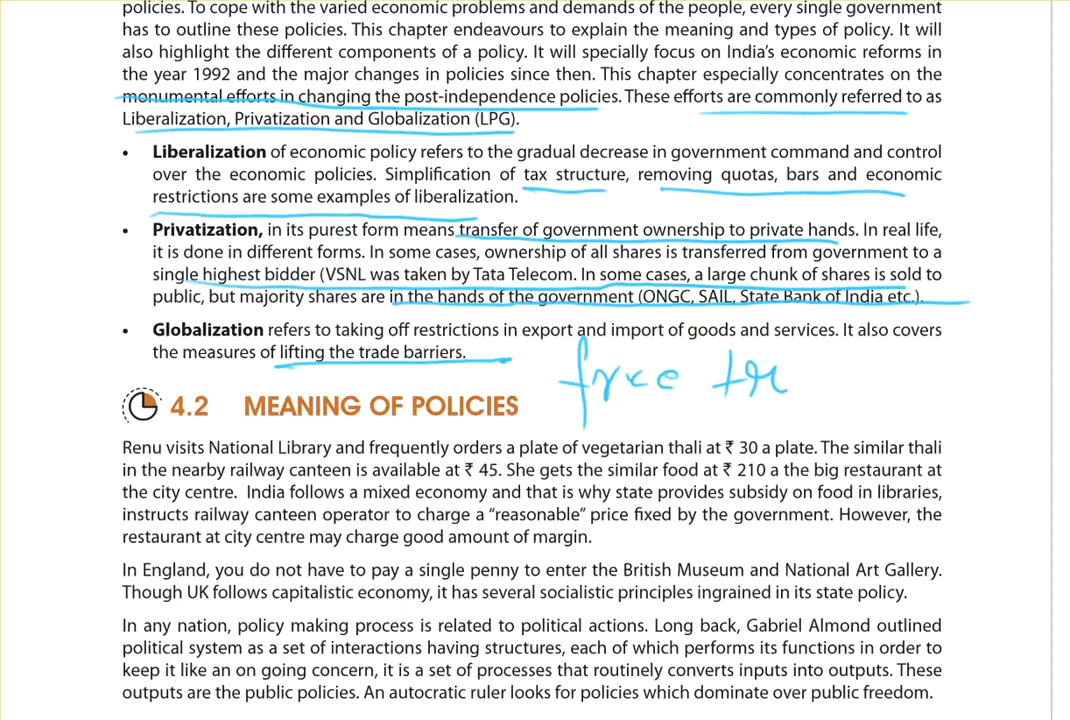 policies. To cope with the varied economic problems and demands of the people, every single government
has to outline these policies. This chapter endeavours to explain the meaning and types of policy. It will
also highlight the different components of a policy. It will specially focus on India's economic reforms in
the year 1992 and the major changes in policies since then. This chapter especially concentrates on the
monumental efforts in changing the post-independence policies. These efforts are commonly referred to as
Liberalization, Privatization and Globalization (LPG).
• Liberalization of economic policy refers to the gradual decrease in government command and control
over the economic policies. Simplification of tax structure, removing quotas, bars and economic
restrictions are some examples of liberalization.
• Privatization, in its purest form means transfer of government ownership to private hands. In real life,
it is done in different forms. In some cases, ownership of all shares is transferred from government to a
single highest bidder (VSNL was taken by Tata Telecom. In some cases, a large chunk of shares is sold to
public, but majority shares are in the hands of the government (ONGC, SAIL, State Bank of India etc.).
• Globalization refers to taking off restrictions in export and import of goods and services. It also covers
the measures of lifting the trade barriers.
free tr
4.2 MEANING OF POLICIES
Renu visits National Library and frequently orders a plate of vegetarian thali at ₹ 30 a plate. The similar thali
in the nearby railway canteen is available at ₹ 45. She gets the similar food at ₹ 210 a the big restaurant at
the city centre. India follows a mixed economy and that is why state provides subsidy on food in libraries,
instructs railway canteen operator to charge a “reasonable” price fixed by the government. However, the
restaurant at city centre may charge good amount of margin.
In England, you do not have to pay a single penny to enter the British Museum and National Art Gallery.
Though UK follows capitalistic economy, it has several socialistic principles ingrained in its state policy.
In any nation, policy making process is related to political actions. Long back, Gabriel Almond outlined
political system as a set of interactions having structures, each of which performs its functions in order to
keep it like an on going concern, it is a set of processes that routinely converts inputs into outputs. These
outputs are the public policies. An autocratic ruler looks for policies which dominate over public freedom.